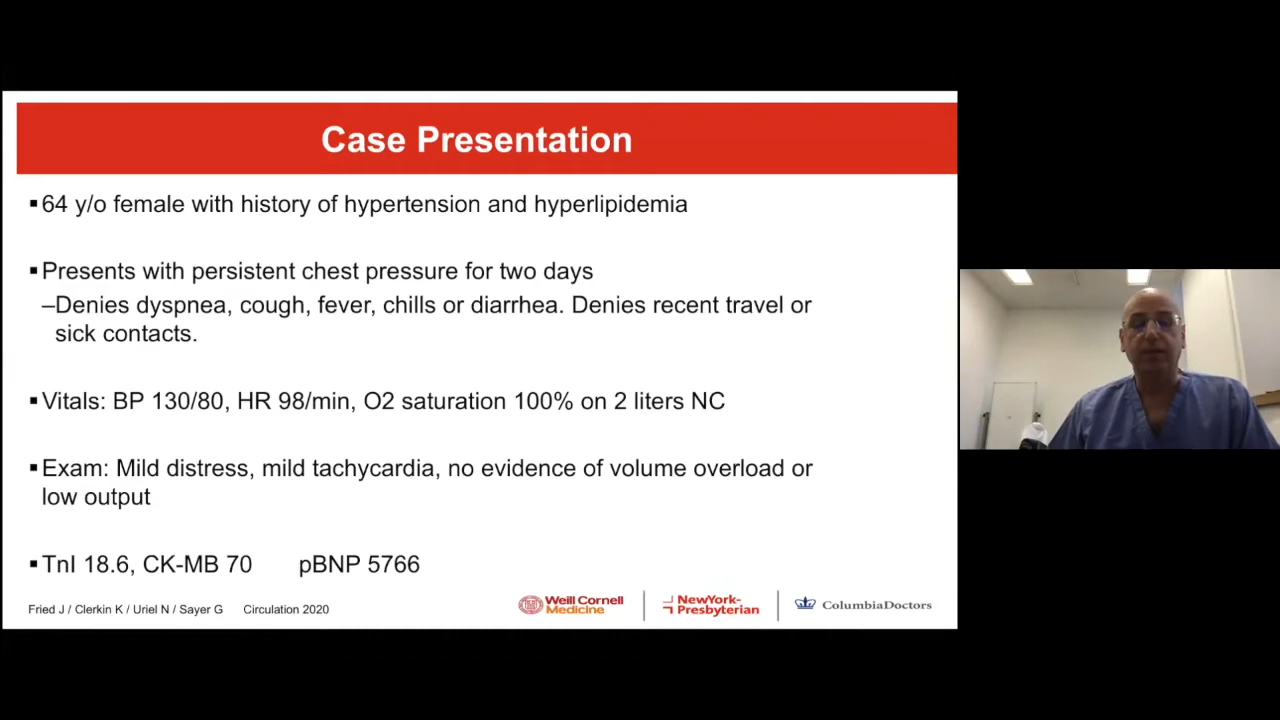 Case Presentation
▪64 y/o female with history of hypertension and hyperlipidemia
▪Presents with persistent chest pressure for two days
–Denies dyspnea, cough, fever, chills or diarrhea. Denies recent travel or
sick contacts.
▪Vitals: BP 130/80, HR 98/min, O2 saturation 100% on 2 liters NC
▪Exam: Mild distress, mild tachycardia, no evidence of volume overload or
low output
▪TnI 18.6, CK-MB 70 pBNP 5766
Fried J / Clerkin K / Uriel N / Sayer G Circulation 2020
Weill Cornell
Medicine
NewYork-
Presbyterian
ColumbiaDoctors